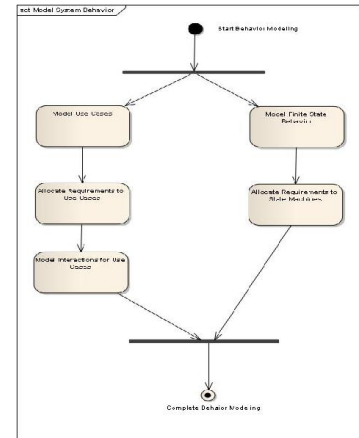 act Model System Behavior
Start Behavior Modeling
Model Use Cases
Model Finite State
Behavior
Allocate Requirements to
Use Cases
Allocate Requirements to
State Machines
Model Interactions for Use
Cases
Complete Behaior Modeling